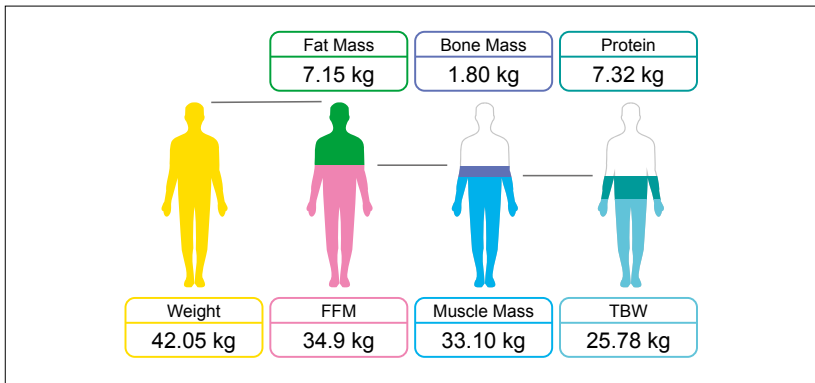 Fat Mass
7.15 kg
Bone Mass
1.80 kg
Protein
7.32 kg
Weight
42.05 kg
FFM
34.9 kg
Muscle Mass
33.10 kg
TBW
25.78 kg